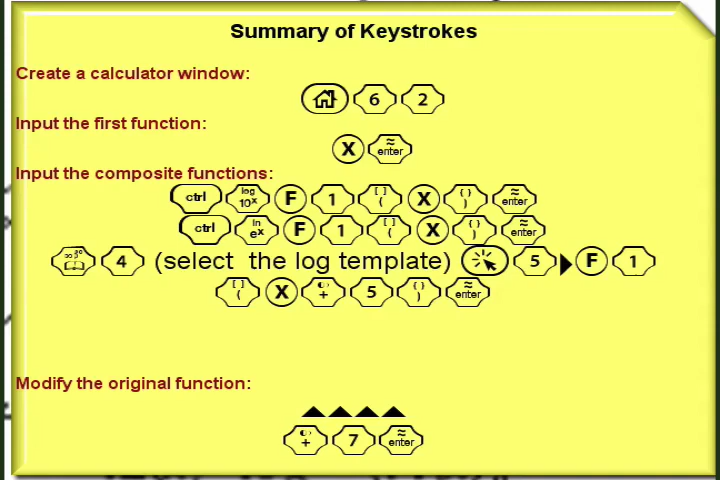 Summary of Keystrokes
Create a calculator window:
6 2
Input the first function:
X ≈ enter
Input the composite functions:
ctrl log 10ˣ F 1 [ ] ( X { } ) ≈ enter
ctrl ln eˣ F 1 [ ] ( X { } ) ≈ enter
∞β° 4 (select the log template) 5 F 1
[ ] ( X + 5 { } ) ≈ enter
Modify the original function:
+ 7 ≈ enter